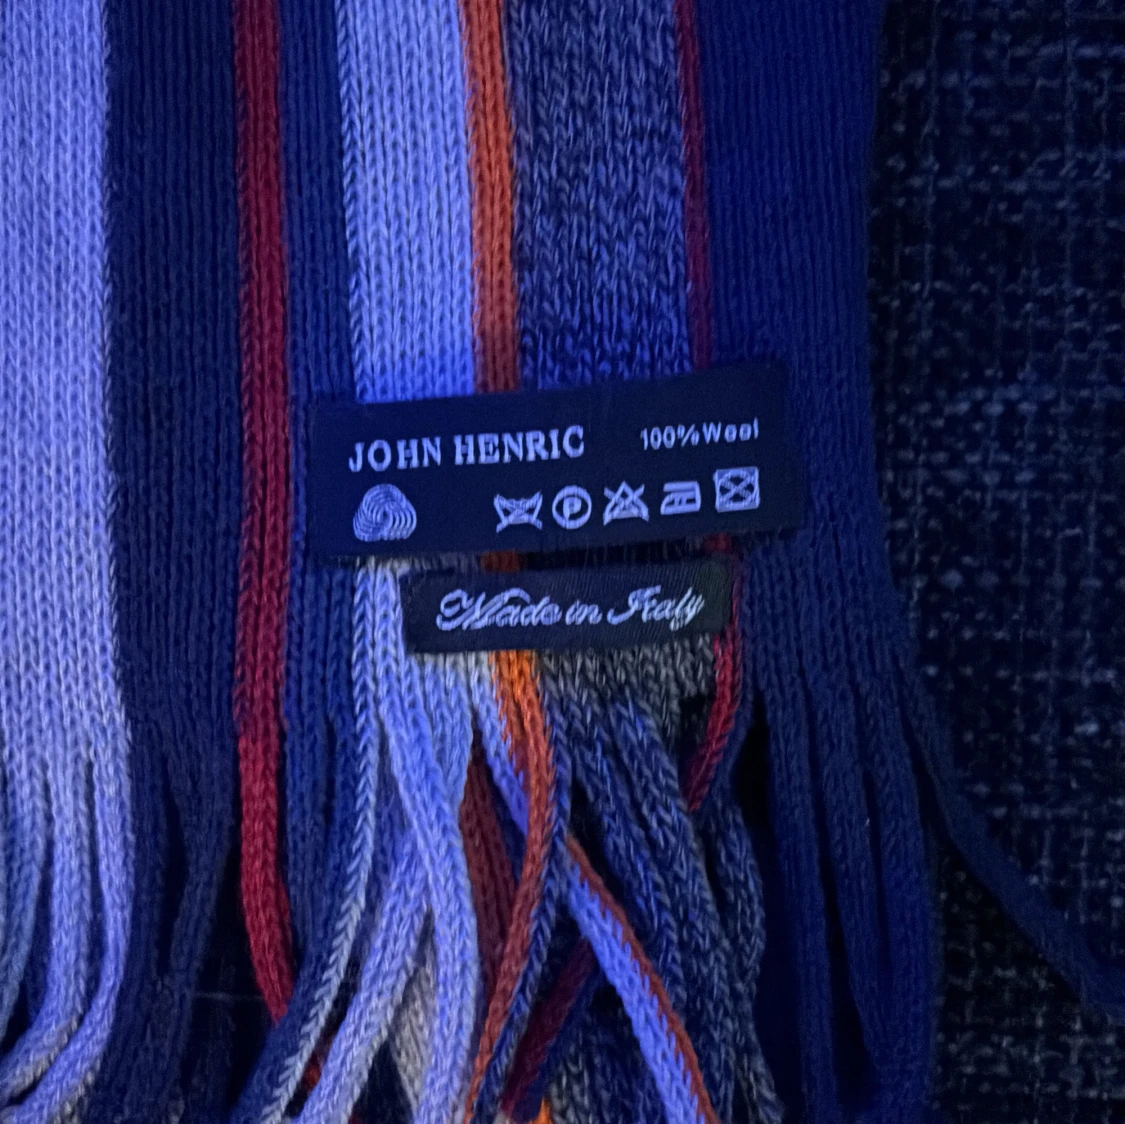 JOHN HENRIC 100% Wool
P
Made in Italy